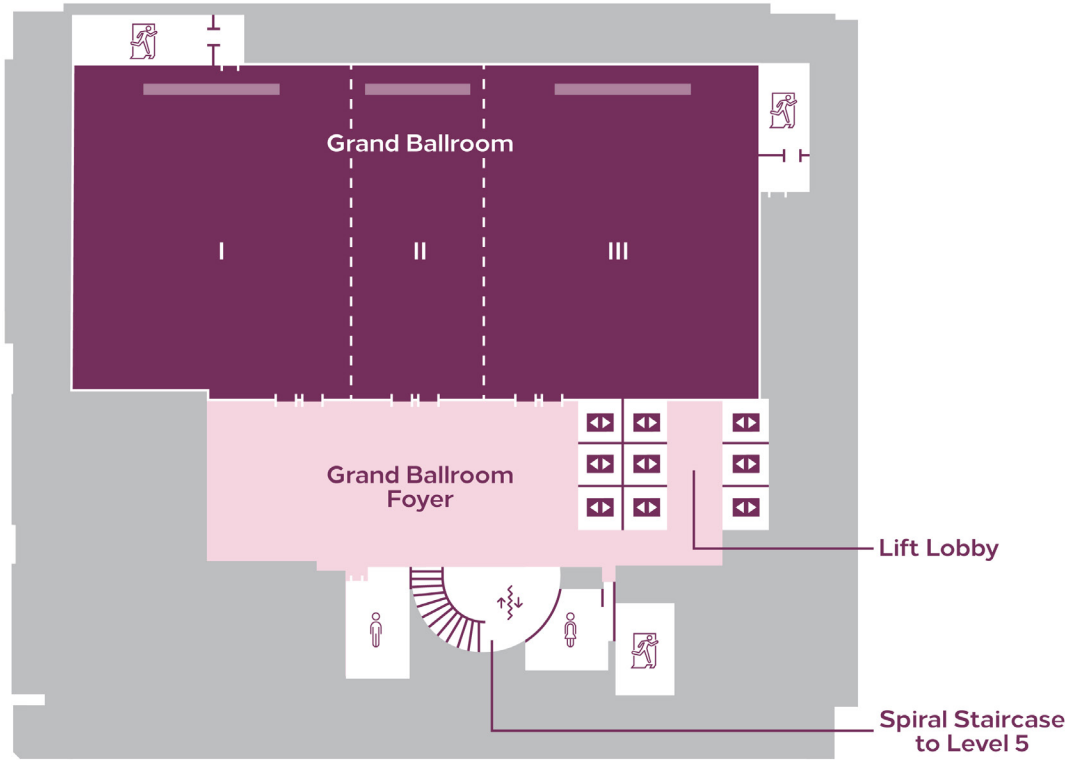 Grand Ballroom
I
II
III
Grand Ballroom
Foyer
Lift Lobby
Spiral Staircase
to Level 5